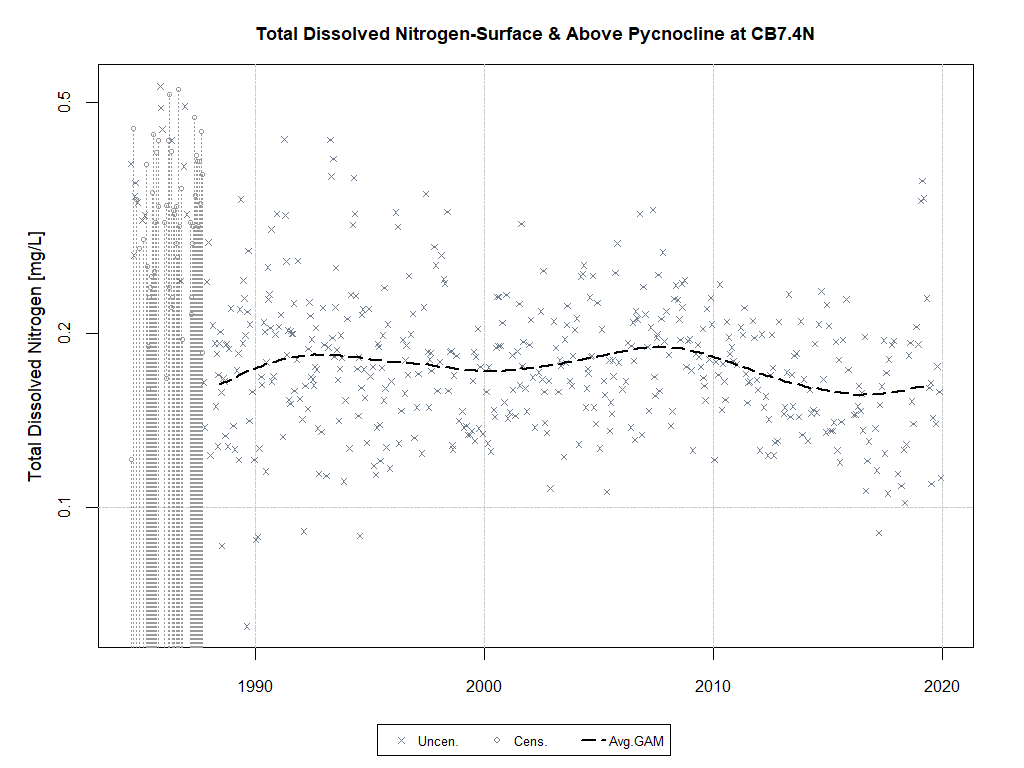 Total Dissolved Nitrogen-Surface & Above Pycnocline at CB7.4N
Total Dissolved Nitrogen [mg/L]
0.5
0.2
0.1
1990 2000 2010 2020
Uncen. Cens. Avg.GAM